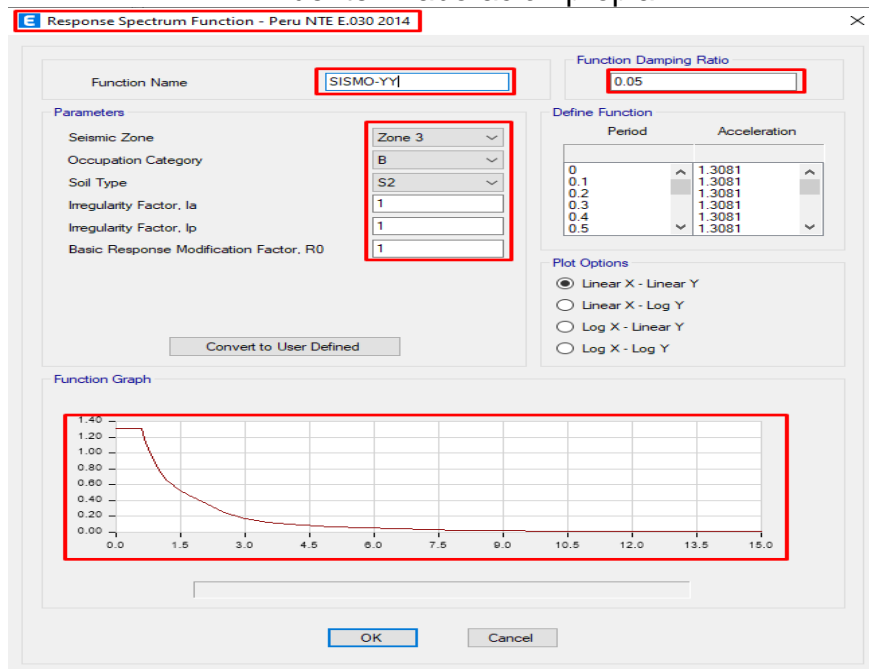 Response Spectrum Function - Peru NTE E.030 2014
Function Name
SISMO-YY
Function Damping Ratio
0.05
Parameters
Seismic Zone
Zone 3
Occupation Category
B
Soil Type
S2
Irregularity Factor, Ia
1
Irregularity Factor, Ip
1
Basic Response Modification Factor, R0
1
Convert to User Defined
Define Function
Period Acceleration
0 1.3081
0.1 1.3081
0.2 1.3081
0.3 1.3081
0.4 1.3081
0.5 1.3081
Plot Options
Linear X - Linear Y
Linear X - Log Y
Log X - Linear Y
Log X - Log Y
Function Graph
1.40
1.20
1.00
0.80
0.60
0.40
0.20
0.00
0.0 1.5 3.0 4.5 6.0 7.5 9.0 10.5 12.0 13.5 15.0
OK Cancel